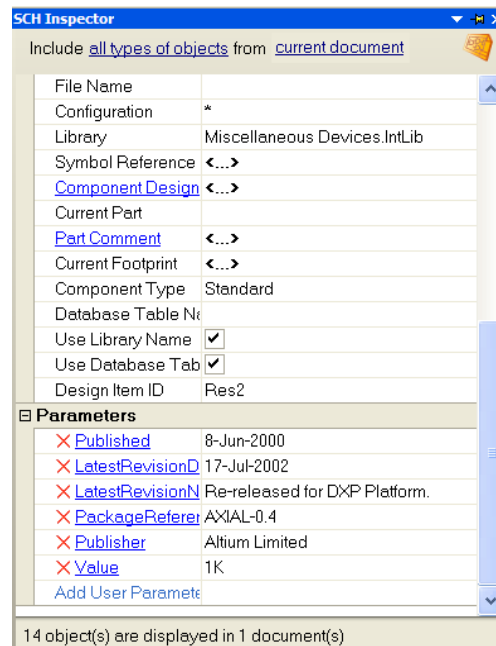 SCH Inspector
Include all types of objects from current document
File Name
Configuration *
Library Miscellaneous Devices.IntLib
Symbol Reference <...>
Component Design <...>
Current Part
Part Comment <...>
Current Footprint <...>
Component Type Standard
Database Table Na
Use Library Name
Use Database Tab
Design Item ID Res2
Parameters
Published 8-Jun-2000
LatestRevisionD 17-Jul-2002
LatestRevisionN Re-released for DXP Platform.
PackageReferer AXIAL-0.4
Publisher Altium Limited
Value 1K
Add User Paramete
14 object(s) are displayed in 1 document(s)